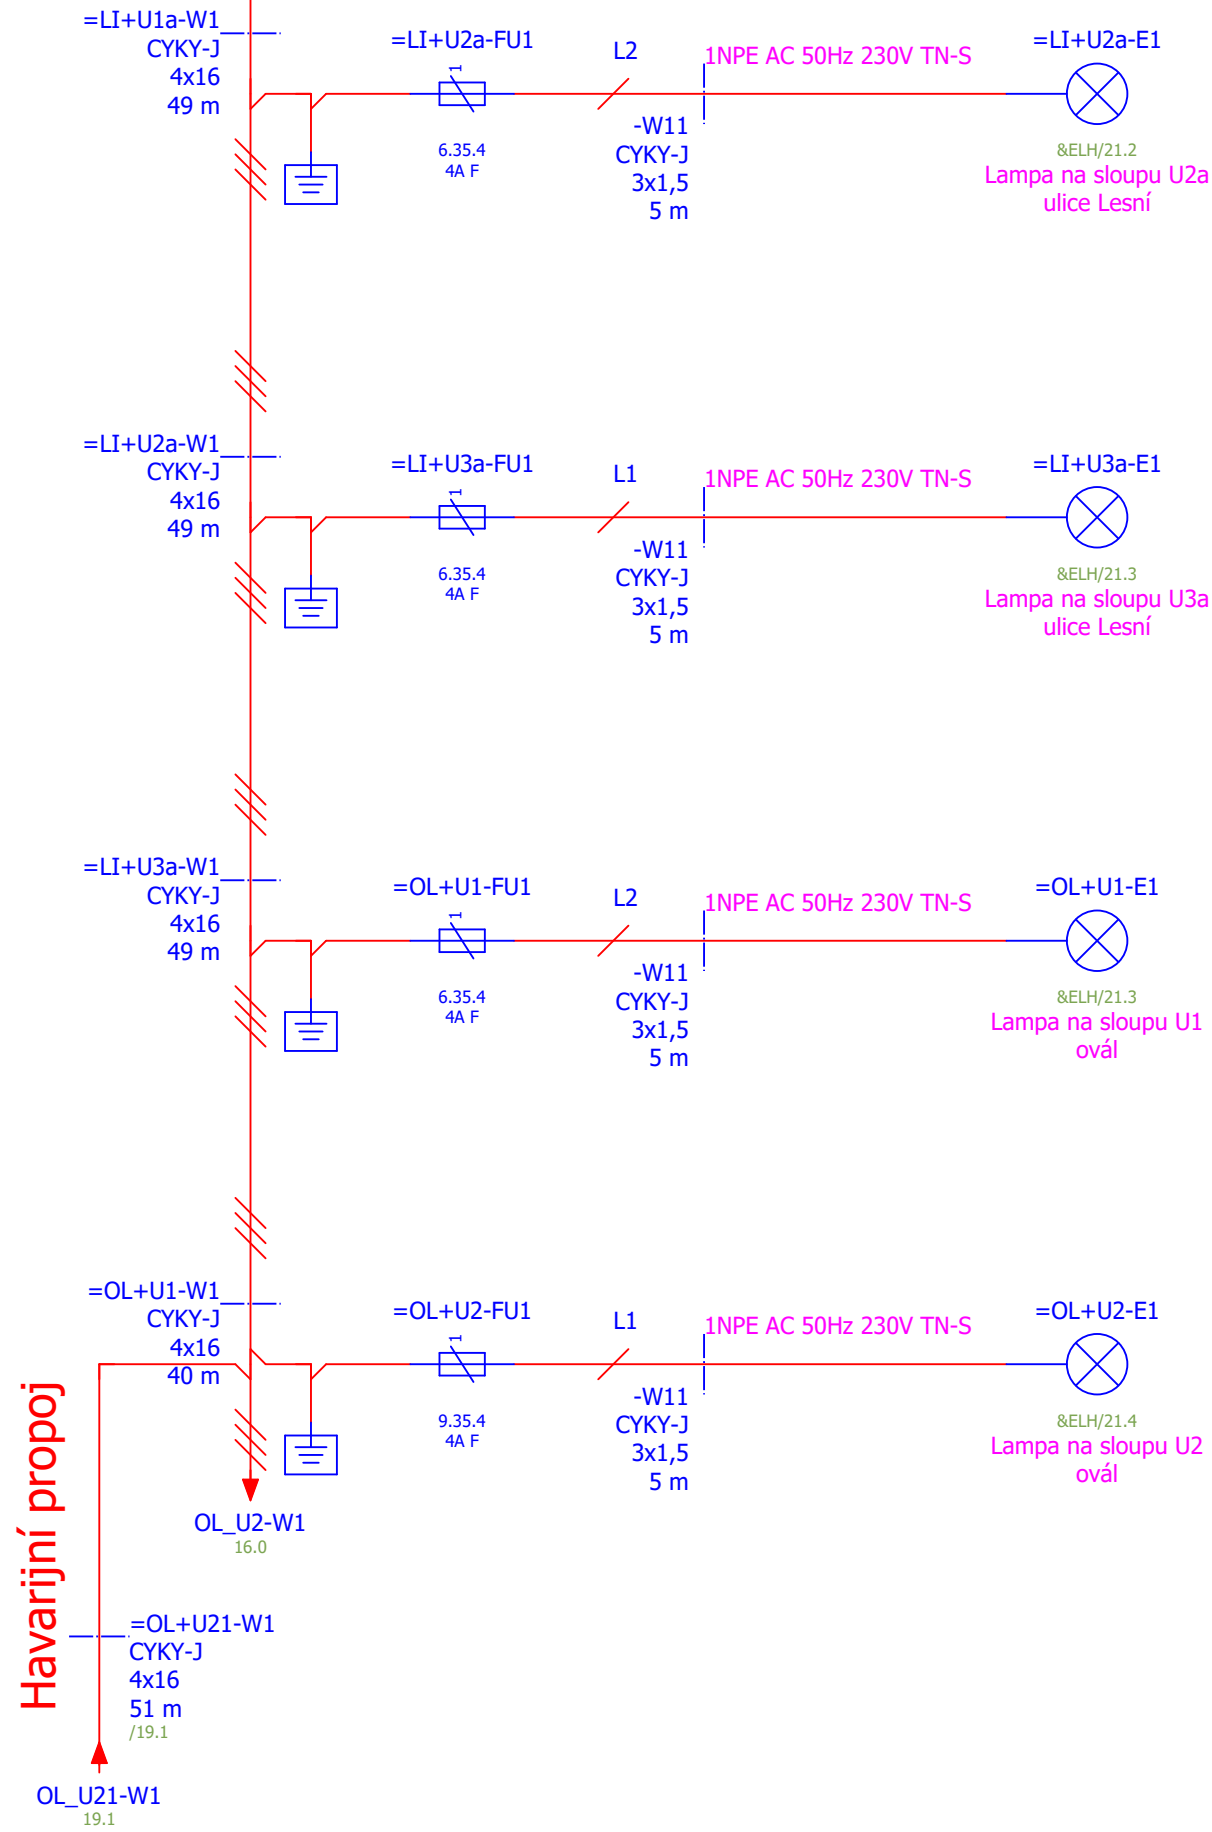 =LI+U1a-W1
CYKY-J
4x16
49 m
=LI+U2a-FU1
1
6.35.4
4A F
L2
1NPE AC 50Hz 230V TN-S
-W11
CYKY-J
3x1,5
5 m
=LI+U2a-E1
&ELH/21.2
Lampa na sloupu U2a
ulice Lesní
=LI+U2a-W1
CYKY-J
4x16
49 m
=LI+U3a-FU1
1
6.35.4
4A F
L1
1NPE AC 50Hz 230V TN-S
-W11
CYKY-J
3x1,5
5 m
=LI+U3a-E1
&ELH/21.3
Lampa na sloupu U3a
ulice Lesní
=LI+U3a-W1
CYKY-J
4x16
49 m
=OL+U1-FU1
1
6.35.4
4A F
L2
1NPE AC 50Hz 230V TN-S
-W11
CYKY-J
3x1,5
5 m
=OL+U1-E1
&ELH/21.3
Lampa na sloupu U1
ovál
=OL+U1-W1
CYKY-J
4x16
40 m
=OL+U2-FU1
1
9.35.4
4A F
L1
1NPE AC 50Hz 230V TN-S
-W11
CYKY-J
3x1,5
5 m
=OL+U2-E1
&ELH/21.4
Lampa na sloupu U2
ovál
Havarijní propoj
OL_U2-W1
16.0
=OL+U21-W1
CYKY-J
4x16
51 m
/19.1
OL_U21-W1
19.1